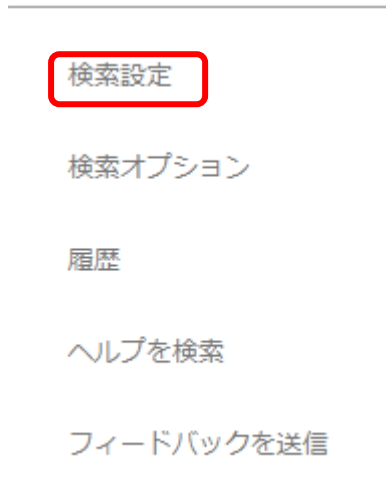 検索設定
検索オプション
履歴
ヘルプを検索
フィードバックを送信